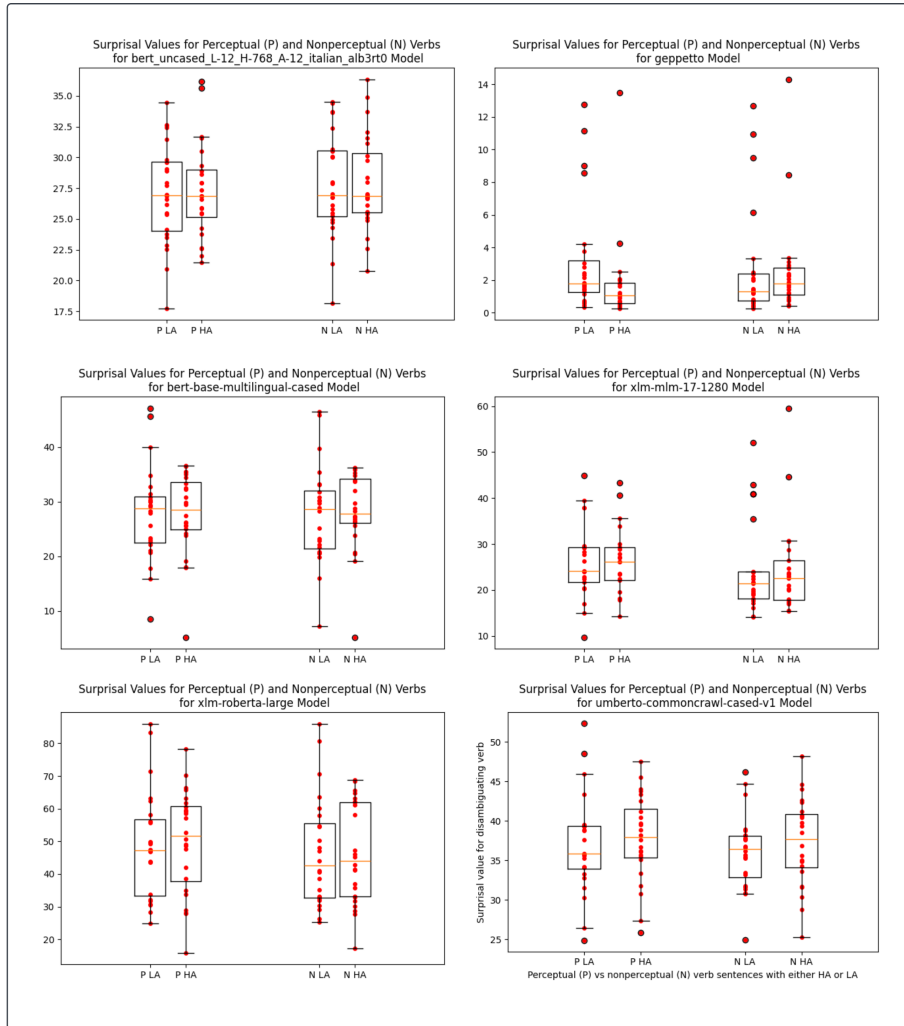 Surprisal Values for Perceptual (P) and Nonperceptual (N) Verbs
for bert_uncased_L-12_H-768_A-12_italian_alb3rt0 Model
35.0
32.5
30.0
27.5
25.0
22.5
20.0
17.5
P LA P HA N LA N HA
Surprisal Values for Perceptual (P) and Nonperceptual (N) Verbs
for geppetto Model
14
12
10
8
6
4
2
0
P LA P HA N LA N HA
Surprisal Values for Perceptual (P) and Nonperceptual (N) Verbs
for bert-base-multilingual-cased Model
40
30
20
10
P LA P HA N LA N HA
Surprisal Values for Perceptual (P) and Nonperceptual (N) Verbs
for xlm-mlm-17-1280 Model
60
50
40
30
20
10
P LA P HA N LA N HA
Surprisal Values for Perceptual (P) and Nonperceptual (N) Verbs
for xlm-roberta-large Model
80
70
60
50
40
30
20
P LA P HA N LA N HA
Surprisal Values for Perceptual (P) and Nonperceptual (N) Verbs
for umberto-commoncrawl-cased-v1 Model
Surprisal value for disambiguating verb
50
45
40
35
30
25
P LA P HA N LA N HA
Perceptual (P) vs nonperceptual (N) verb sentences with either HA or LA